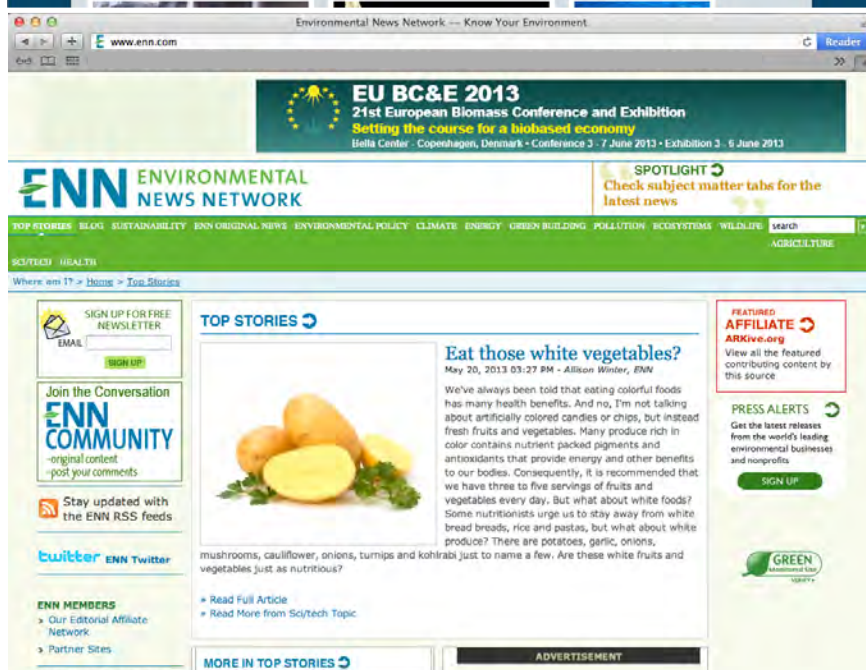 Environmental News Network — Know Your Environment
www.enn.com
Reader
EU BC&E 2013
21st European Biomass Conference and Exhibition
Setting the course for a biobased economy
Bella Center - Copenhagen, Denmark • Conference 3 - 7 June 2013 • Exhibition 3 - 6 June 2013
ENN ENVIRONMENTAL
NEWS NETWORK
SPOTLIGHT
Check subject matter tabs for the
latest news
TOP STORIES BLOG SUSTAINABILITY ENN ORIGINAL NEWS ENVIRONMENTAL POLICY CLIMATE ENERGY GREEN BUILDING POLLUTION ECOSYSTEMS WILDLIFE search
AGRICULTURE
SCI/TECH HEALTH
Where am I? > Home > Top Stories
SIGN UP FOR FREE
NEWSLETTER
EMAIL
SIGN UP
Join the Conversation
ENN
COMMUNITY
-original content
-post your comments
Stay updated with
the ENN RSS feeds
twitter ENN Twitter
ENN MEMBERS
> Our Editorial Affiliate
Network
> Partner Sites
TOP STORIES
Eat those white vegetables?
May 20, 2013 03:27 PM - Allison Winter, ENN
We've always been told that eating colorful foods
has many health benefits. And no, I'm not talking
about artificially colored candies or chips, but instead
fresh fruits and vegetables. Many produce rich in
color contains nutrient packed pigments and
antioxidants that provide energy and other benefits
to our bodies. Consequently, it is recommended that
we have three to five servings of fruits and
vegetables every day. But what about white foods?
Some nutritionists urge us to stay away from white
bread breads, rice and pastas, but what about white
produce? There are potatoes, garlic, onions,
mushrooms, cauliflower, onions, turnips and kohlrabi just to name a few. Are these white fruits and
vegetables just as nutritious?
» Read Full Article
» Read More from Sci/tech Topic
MORE IN TOP STORIES
ADVERTISEMENT
FEATURED
AFFILIATE
ARKive.org
View all the featured
contributing content by
this source
PRESS ALERTS
Get the latest releases
from the world's leading
environmental businesses
and nonprofits
SIGN UP
GREEN